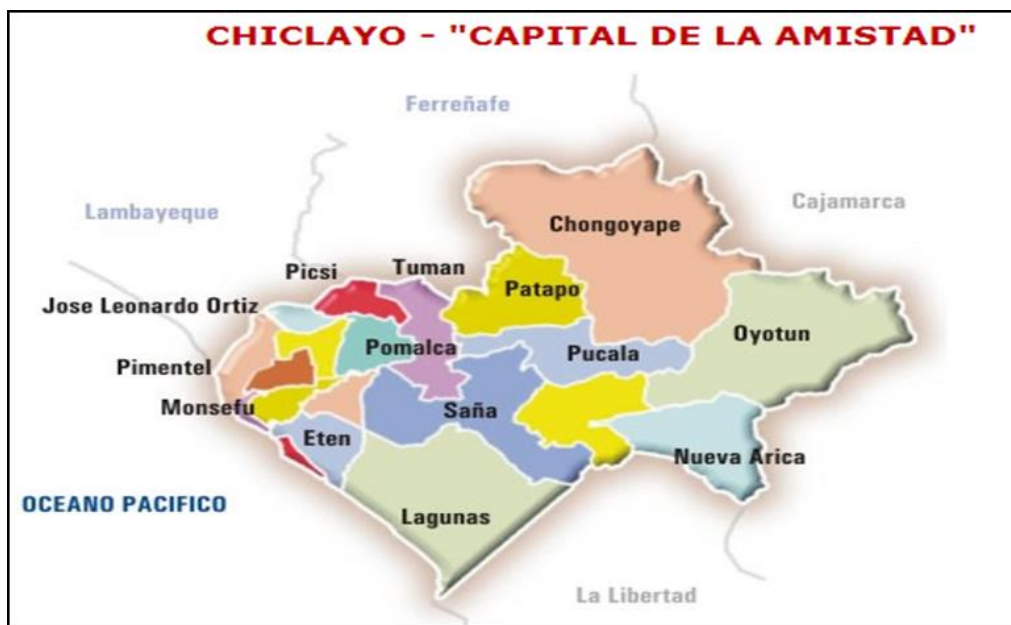 CHICLAYO - "CAPITAL DE LA AMISTAD"
Ferreñafe
Cajamarca
Lambayeque
Chongoyape
Picsi
Tuman
Patapo
Jose Leonardo Ortiz
Oyotun
Pomalca
Pucala
Pimentel
Monsefu
Saña
Eten
Nueva Arica
OCEANO PACIFICO
Lagunas
La Libertad